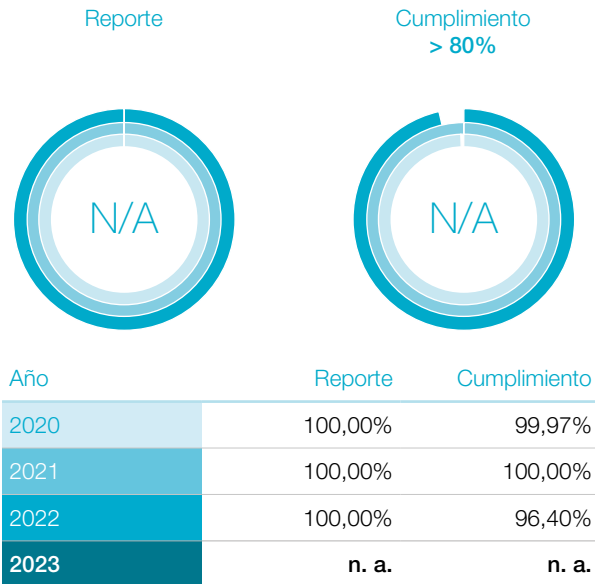 Reporte
Cumplimiento
> 80%
N/A
N/A
Año Reporte Cumplimiento
2020 100,00% 99,97%
2021 100,00% 100,00%
2022 100,00% 96,40%
2023 n. a. n. a.